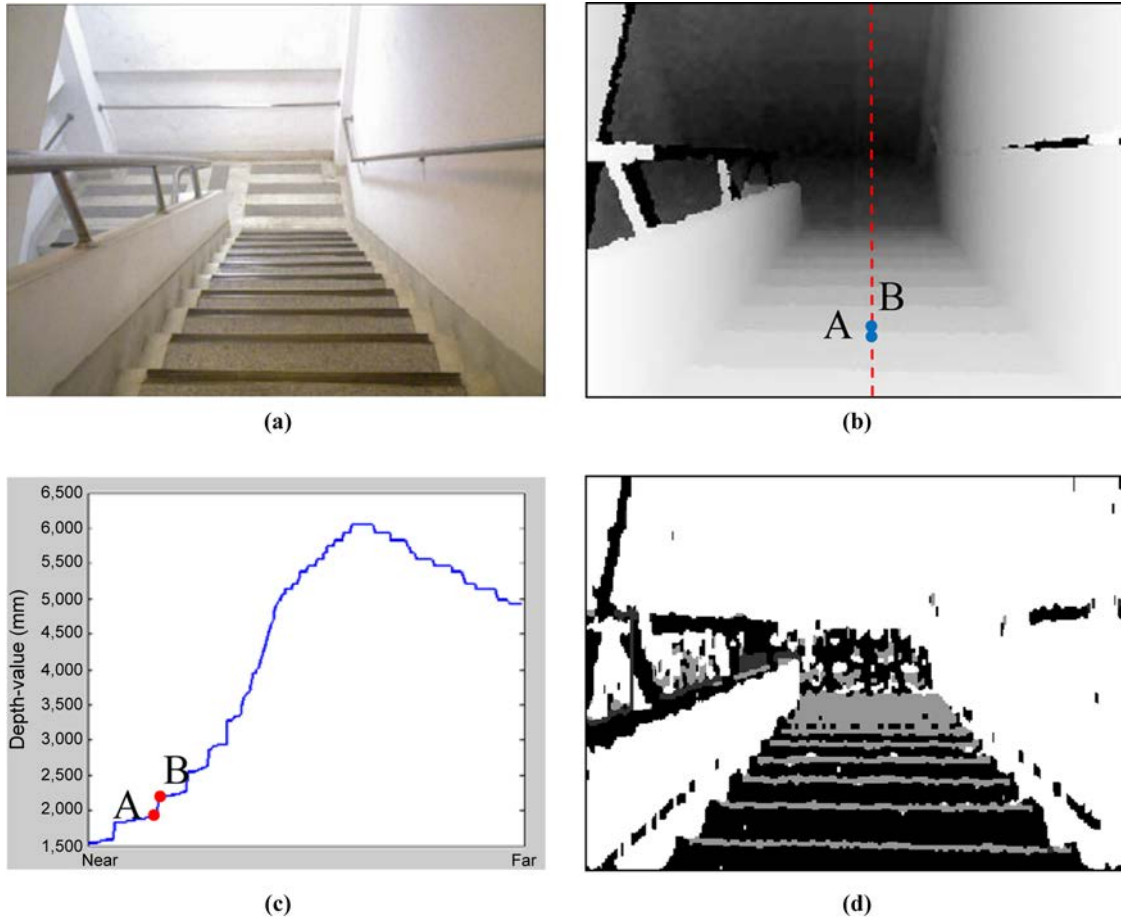 B
A
(a)
(b)
6,500
6,000
5,500
5,000
4,500
4,000
3,500
3,000
2,500
2,000
1,500
Depth-value (mm)
B
A
Near
Far
(c)
(d)